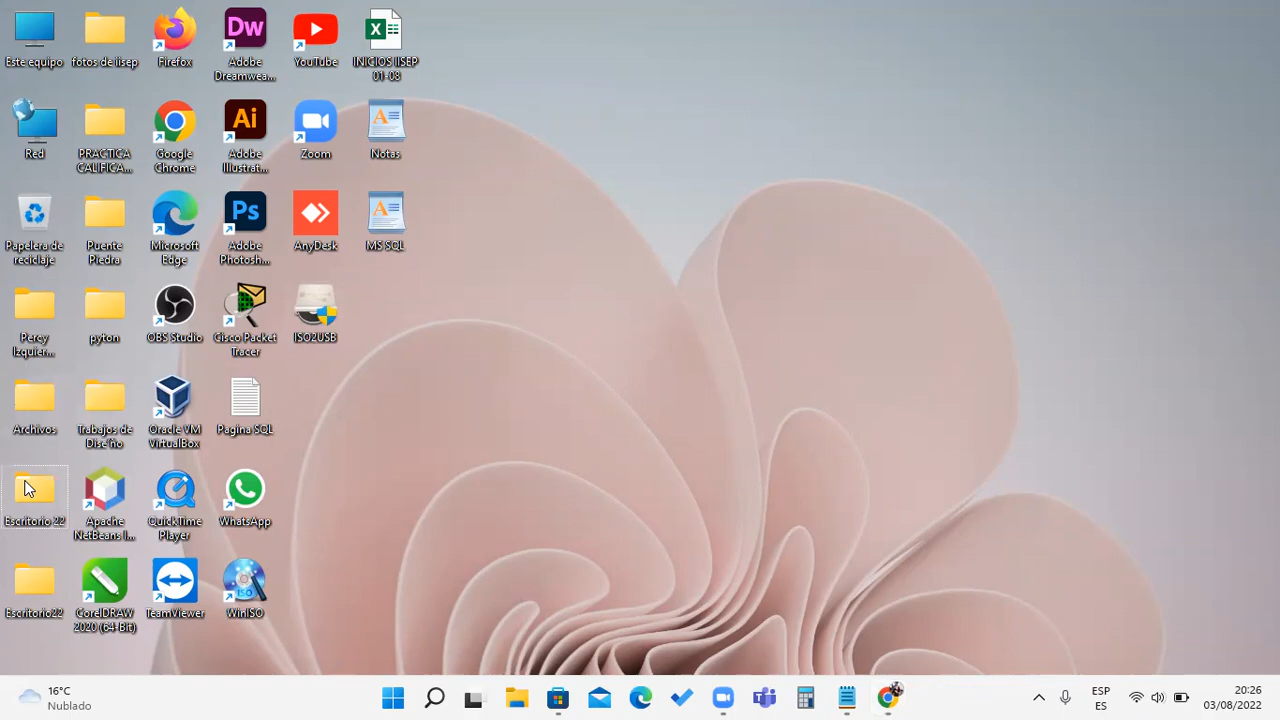 Este equipo
fotos de iisep
Firefox
Dw
Adobe
Dreamwea...
YouTube
X
INICIOS IISEP
01-08
Red
PRACTICA
CALIFICA...
Google
Chrome
Ai
Adobe
Illustrat...
Zoom
Notas
Papelera de
reciclaje
Puente
Piedra
Microsoft
Edge
Ps
Adobe
Photosh...
AnyDesk
MS SQL
Percy
Izquier...
pyton
OBS Studio
Cisco Packet
Tracer
ISO2USB
Archivos
Trabajos de
Dise´ño
Oracle VM
VirtualBox
Pagina SQL
Escritorio 22
Apache
NetBeans I...
QuickTime
Player
WhatsApp
Escritorio22
CorelDRAW
2020 (64-Bit)
TeamViewer
ISO
WinISO
16°C
Nublado
ESP
ES
20:26
03/08/2022